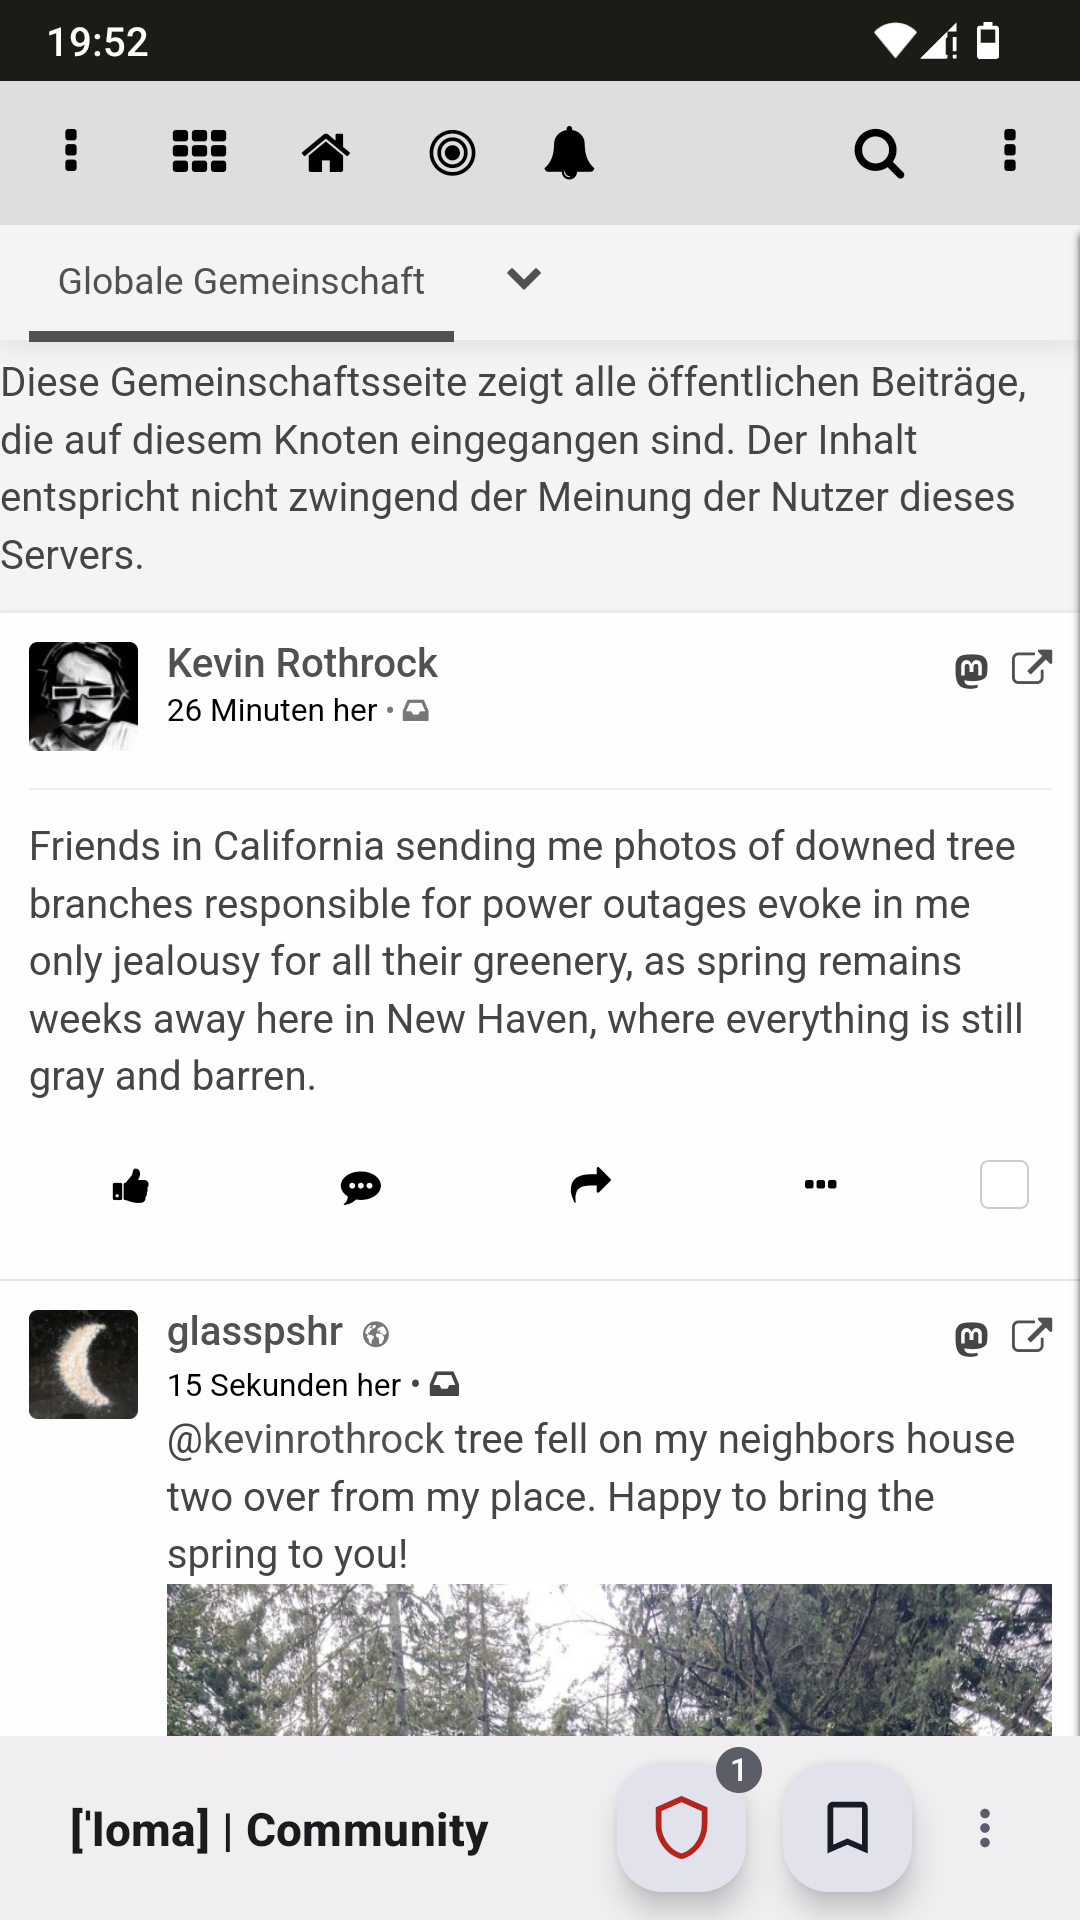 19:52
Globale Gemeinschaft
Diese Gemeinschaftsseite zeigt alle öffentlichen Beiträge,
die auf diesem Knoten eingegangen sind. Der Inhalt
entspricht nicht zwingend der Meinung der Nutzer dieses
Servers.
Kevin Rothrock
26 Minuten her •
Friends in California sending me photos of downed tree
branches responsible for power outages evoke in me
only jealousy for all their greenery, as spring remains
weeks away here in New Haven, where everything is still
gray and barren.
glasspshr
15 Sekunden her •
@kevinrothrock tree fell on my neighbors house
two over from my place. Happy to bring the
spring to you!
1
['loma] | Community